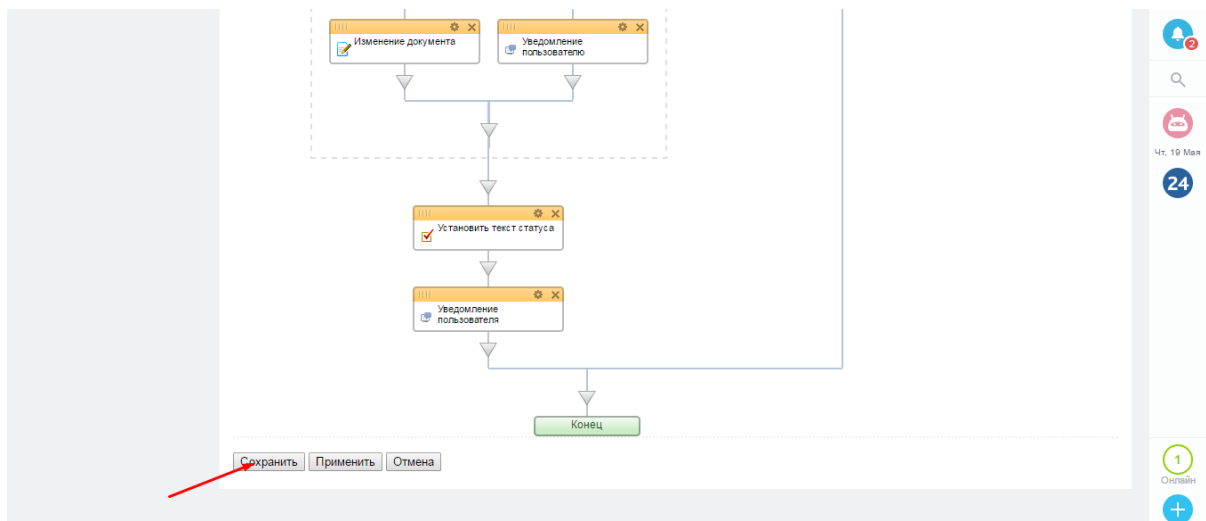 Изменение документа
Уведомление
пользователю
2
Чт, 19 Мая
24
Установить текст статуса
Уведомление
пользователя
Конец
Сохранить Применить Отмена
1
Онлайн